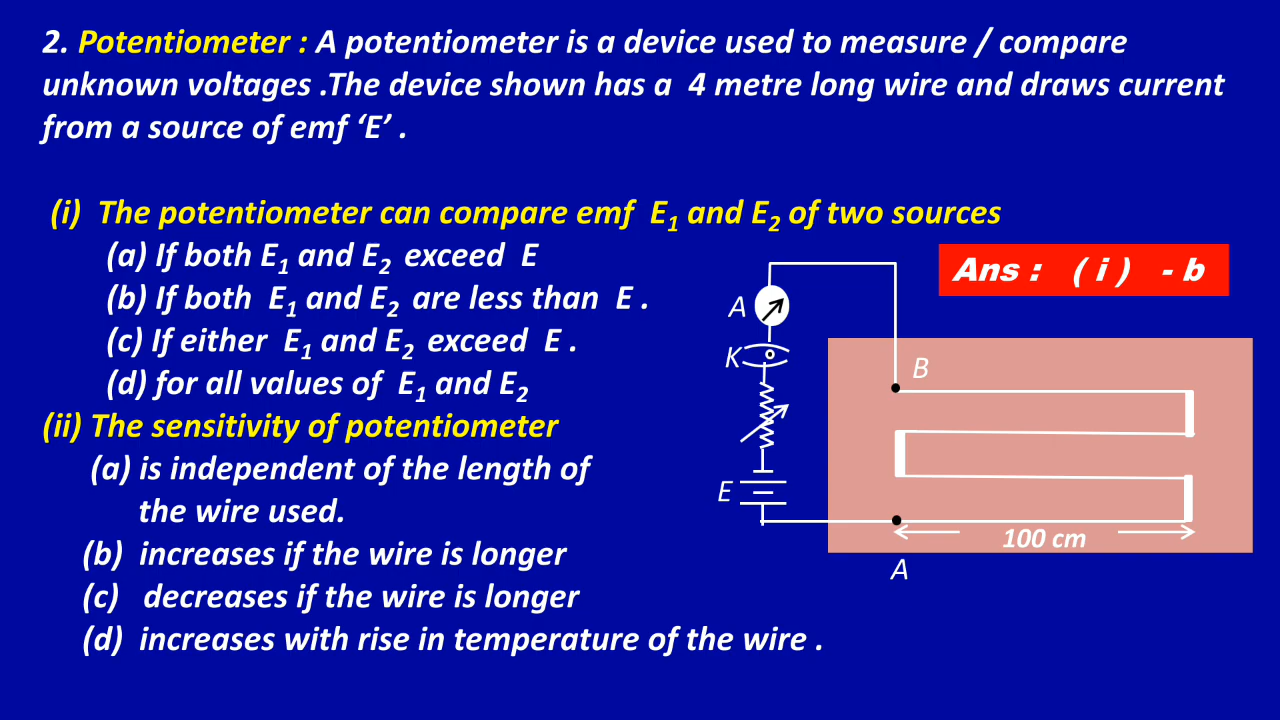 2. Potentiometer : A potentiometer is a device used to measure / compare
unknown voltages .The device shown has a 4 metre long wire and draws current
from a source of emf ‘E’ .
(i) The potentiometer can compare emf E₁ and E₂ of two sources
(a) If both E₁ and E₂ exceed E
(b) If both E₁ and E₂ are less than E .
(c) If either E₁ and E₂ exceed E .
(d) for all values of E₁ and E₂
(ii) The sensitivity of potentiometer
(a) is independent of the length of
the wire used.
(b) increases if the wire is longer
(c) decreases if the wire is longer
(d) increases with rise in temperature of the wire .
Ans : ( i ) - b
A
K
B
E
100 cm
A